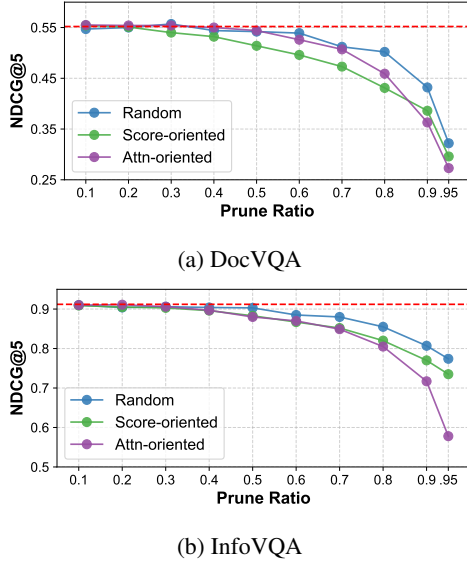 NDCG@5
0.55
0.45
0.35
0.25
Random
Score-oriented
Attn-oriented
0.1 0.2 0.3 0.4 0.5 0.6 0.7 0.8 0.9 .95
Prune Ratio
(a) DocVQA
NDCG@5
0.9
0.8
0.7
0.6
0.5
Random
Score-oriented
Attn-oriented
0.1 0.2 0.3 0.4 0.5 0.6 0.7 0.8 0.9 .95
Prune Ratio
(b) InfoVQA